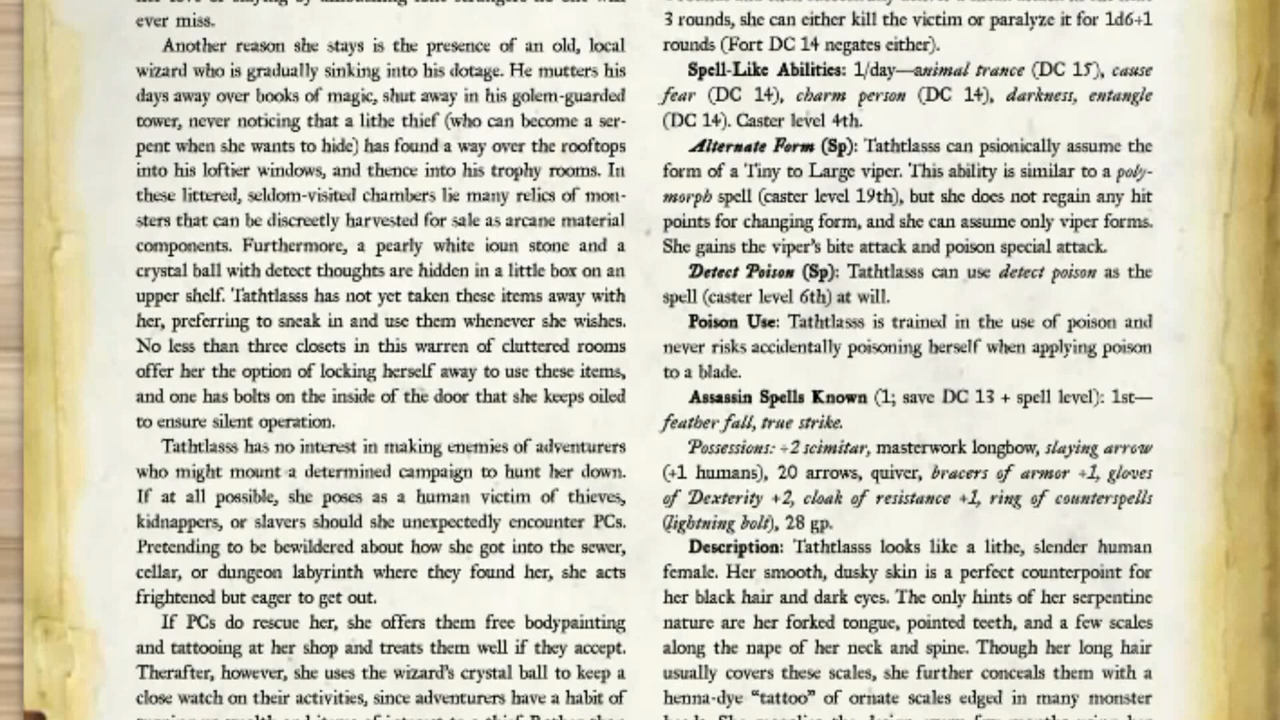 ever miss.
Another reason she stays is the presence of an old, local
wizard who is gradually sinking into his dotage. He mutters his
days away over books of magic, shut away in his golem-guarded
tower, never noticing that a lithe thief (who can become a ser-
pent when she wants to hide) has found a way over the rooftops
into his loftier windows, and thence into his trophy rooms. In
these littered, seldom-visited chambers lie many relics of mon-
sters that can be discreetly harvested for sale as arcane material
components. Furthermore, a pearly white ioun stone and a
crystal ball with detect thoughts are hidden in a little box on an
upper shelf. Tathtlasss has not yet taken these items away with
her, preferring to sneak in and use them whenever she wishes.
No less than three closets in this warren of cluttered rooms
offer her the option of locking herself away to use these items,
and one has bolts on the inside of the door that she keeps oiled
to ensure silent operation.
Tathtlasss has no interest in making enemies of adventurers
who might mount a determined campaign to hunt her down.
If at all possible, she poses as a human victim of thieves,
kidnappers, or slavers should she unexpectedly encounter PCs.
Pretending to be bewildered about how she got into the sewer,
cellar, or dungeon labyrinth where they found her, she acts
frightened but eager to get out.
If PCs do rescue her, she offers them free bodypainting
and tattooing at her shop and treats them well if they accept.
Therafter, however, she uses the wizard's crystal ball to keep a
close watch on their activities, since adventurers have a habit of
3 rounds, she can either kill the victim or paralyze it for 1d6+1
rounds (Fort DC 14 negates either).
Spell-Like Abilities: 1/day—animal trance (DC 15), cause
fear (DC 14), charm person (DC 14), darkness, entangle
(DC 14). Caster level 4th.
Alternate Form (Sp): Tathtlasss can psionically assume the
form of a Tiny to Large viper. This ability is similar to a poly-
morph spell (caster level 19th), but she does not regain any hit
points for changing form, and she can assume only viper forms.
She gains the viper's bite attack and poison special attack.
Detect Poison (Sp): Tathtlasss can use detect poison as the
spell (caster level 6th) at will.
Poison Use: Tathtlasss is trained in the use of poison and
never risks accidentally poisoning herself when applying poison
to a blade.
Assassin Spells Known (1; save DC 13 + spell level): 1st—
feather fall, true strike.
Possessions: +2 scimitar, masterwork longbow, slaying arrow
(+1 humans), 20 arrows, quiver, bracers of armor +1, gloves
of Dexterity +2, cloak of resistance +1, ring of counterspells
(lightning bolt), 28 gp.
Description: Tathtlasss looks like a lithe, slender human
female. Her smooth, dusky skin is a perfect counterpoint for
her black hair and dark eyes. The only hints of her serpentine
nature are her forked tongue, pointed teeth, and a few scales
along the nape of her neck and spine. Though her long hair
usually covers these scales, she further conceals them with a
henna-dye "tattoo" of ornate scales edged in many monster